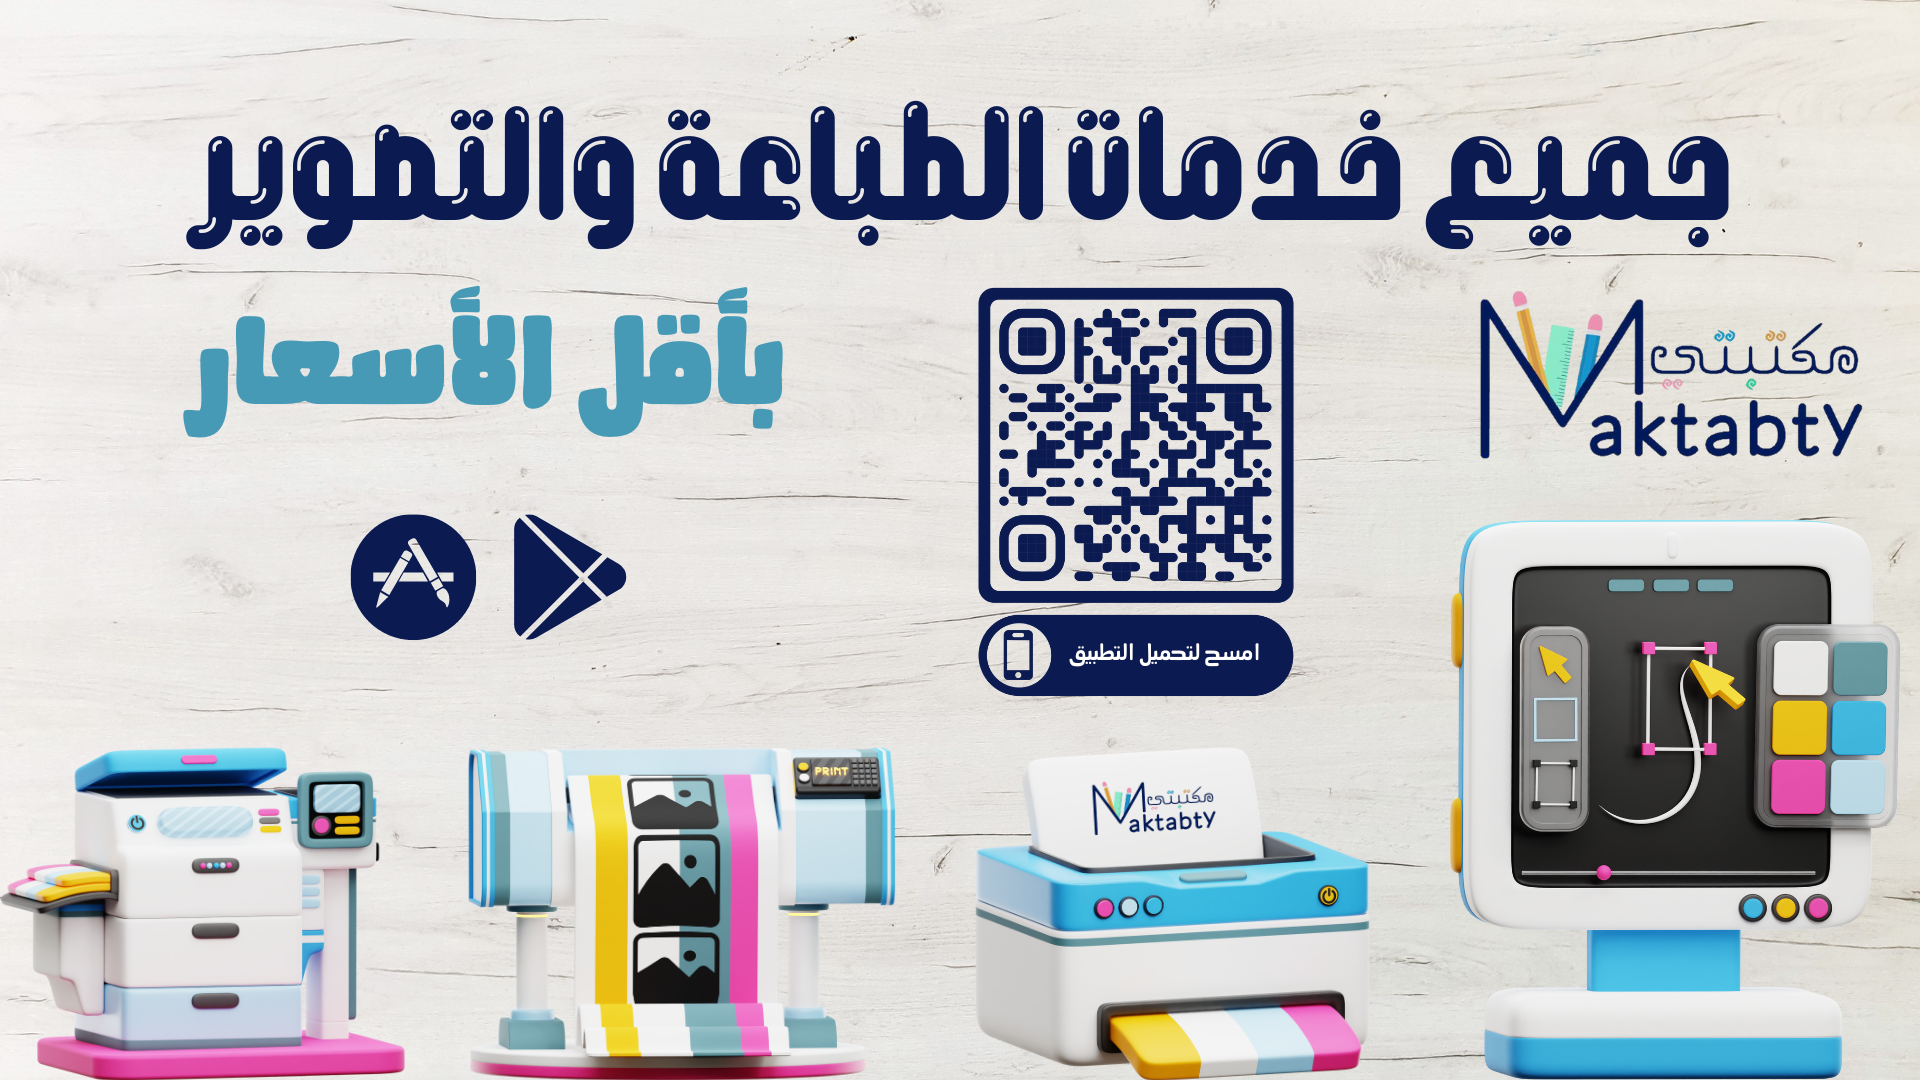 جميع خدمات الطباعة والتصوير
بأقل الأسعار
مكتبتي
Maktabty
امسح لتحميل التطبيق
PRINT
مكتبتي
Maktabty